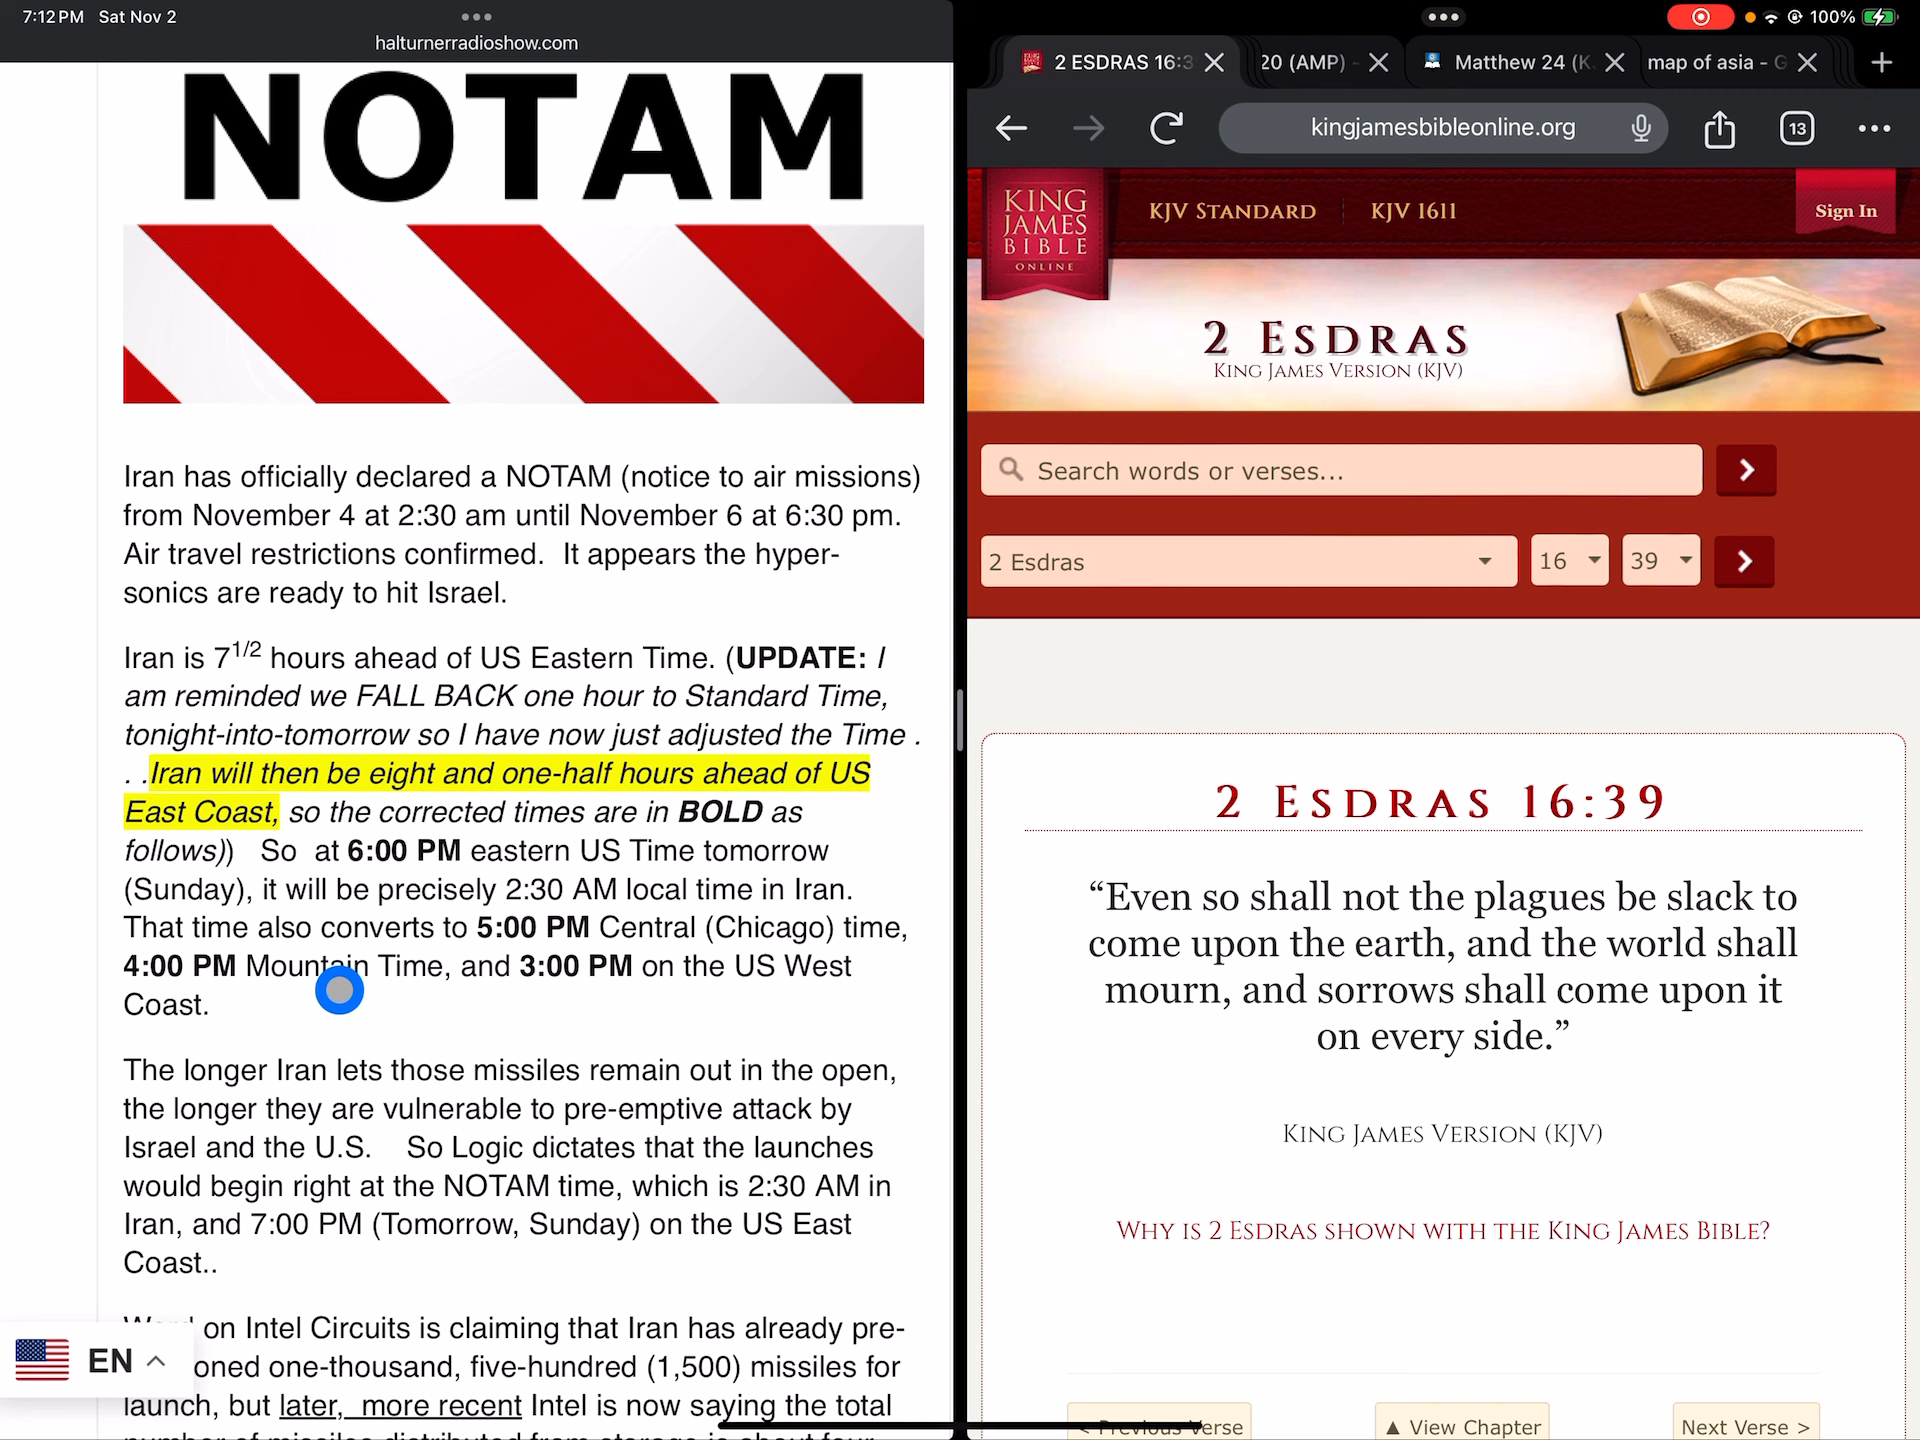 7:12 PM Sat Nov 2
halturnerradioshow.com
NOTAM
Iran has officially declared a NOTAM (notice to air missions)
from November 4 at 2:30 am until November 6 at 6:30 pm.
Air travel restrictions confirmed. It appears the hyper-
sonics are ready to hit Israel.
Iran is 7 1/2 hours ahead of US Eastern Time. (UPDATE: I
am reminded we FALL BACK one hour to Standard Time,
tonight-into-tomorrow so I have now just adjusted the Time .
. .Iran will then be eight and one-half hours ahead of US
East Coast, so the corrected times are in BOLD as
follows)) So at 6:00 PM eastern US Time tomorrow
(Sunday), it will be precisely 2:30 AM local time in Iran.
That time also converts to 5:00 PM Central (Chicago) time,
4:00 PM Mountain Time, and 3:00 PM on the US West
Coast.
The longer Iran lets those missiles remain out in the open,
the longer they are vulnerable to pre-emptive attack by
Israel and the U.S. So Logic dictates that the launches
would begin right at the NOTAM time, which is 2:30 AM in
Iran, and 7:00 PM (Tomorrow, Sunday) on the US East
Coast..
on Intel Circuits is claiming that Iran has already pre-
oned one-thousand, five-hundred (1,500) missiles for
launch, but later, more recent Intel is now saying the total
EN
100%
2 ESDRAS 16:3
20 (AMP) -
Matthew 24 (K
map of asia - G
kingjamesbibleonline.org
13
KING
JAMES
BIBLE
ONLINE
KJV STANDARD
KJV 1611
Sign In
2 ESDRAS
KING JAMES VERSION (KJV)
Search words or verses...
2 Esdras
16
39
2 ESDRAS 16:39
“Even so shall not the plagues be slack to
come upon the earth, and the world shall
mourn, and sorrows shall come upon it
on every side.”
KING JAMES VERSION (KJV)
WHY IS 2 ESDRAS SHOWN WITH THE KING JAMES BIBLE?
< Previous Verse
▲ View Chapter
Next Verse >